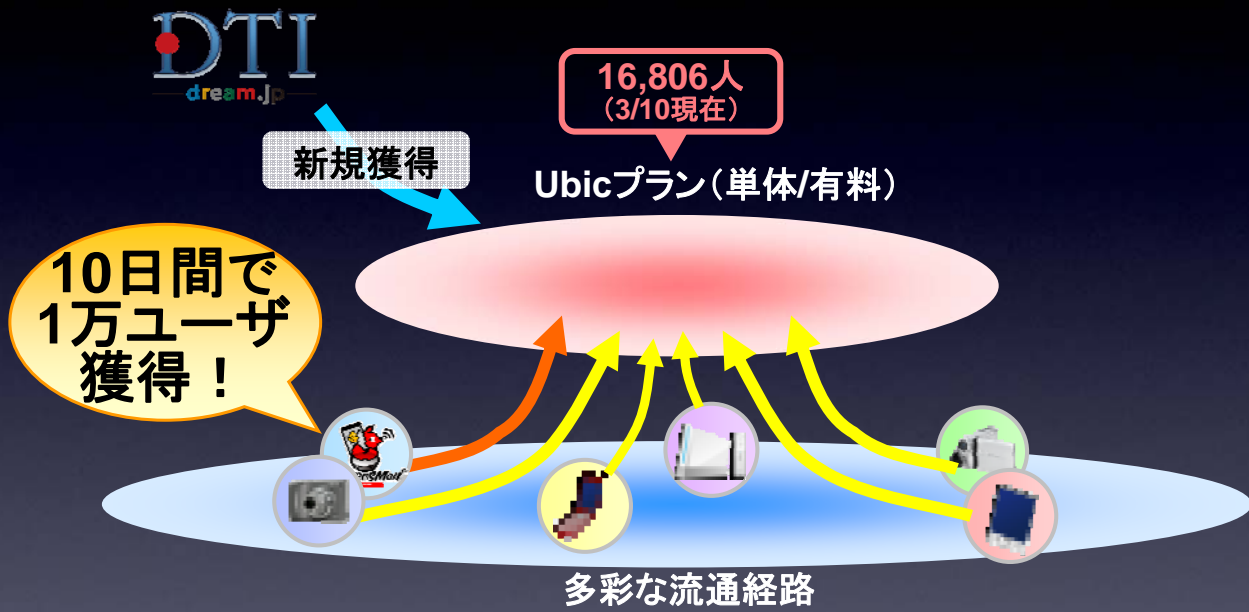 DTI
dream.jp
16,806人
（3/10現在）
新規獲得
Ubicプラン（単体/有料）
10日間で
1万ユーザ
獲得！
多彩な流通経路